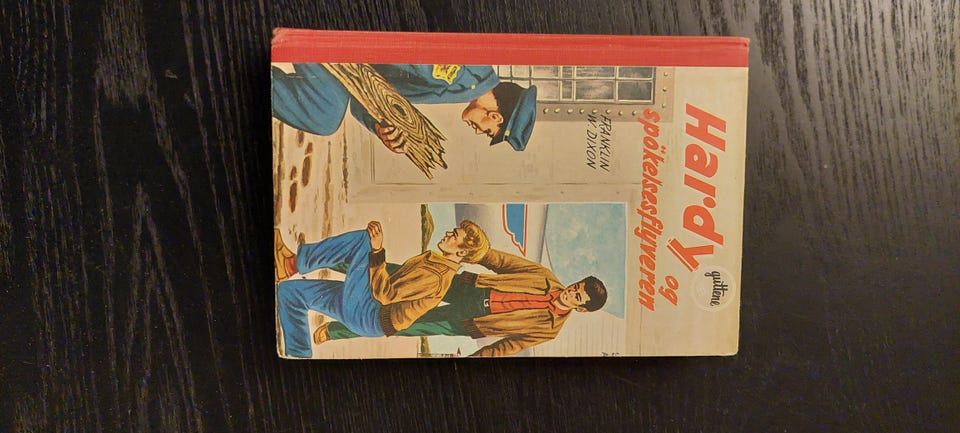 Hardy
guttene
og
spøkelsesflyveren
FRANKLIN
W. DIXON